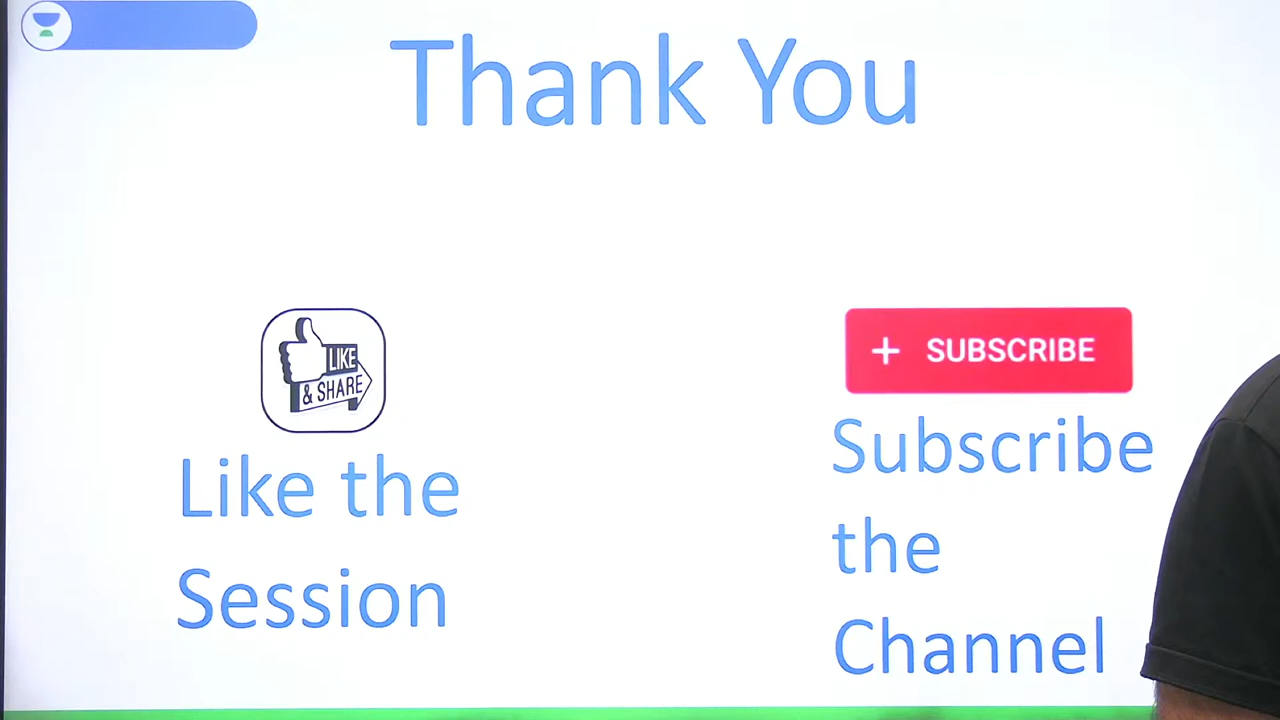 Thank You
LIKE
& SHARE
Like the
Session
+ SUBSCRIBE
Subscribe
the
Channel